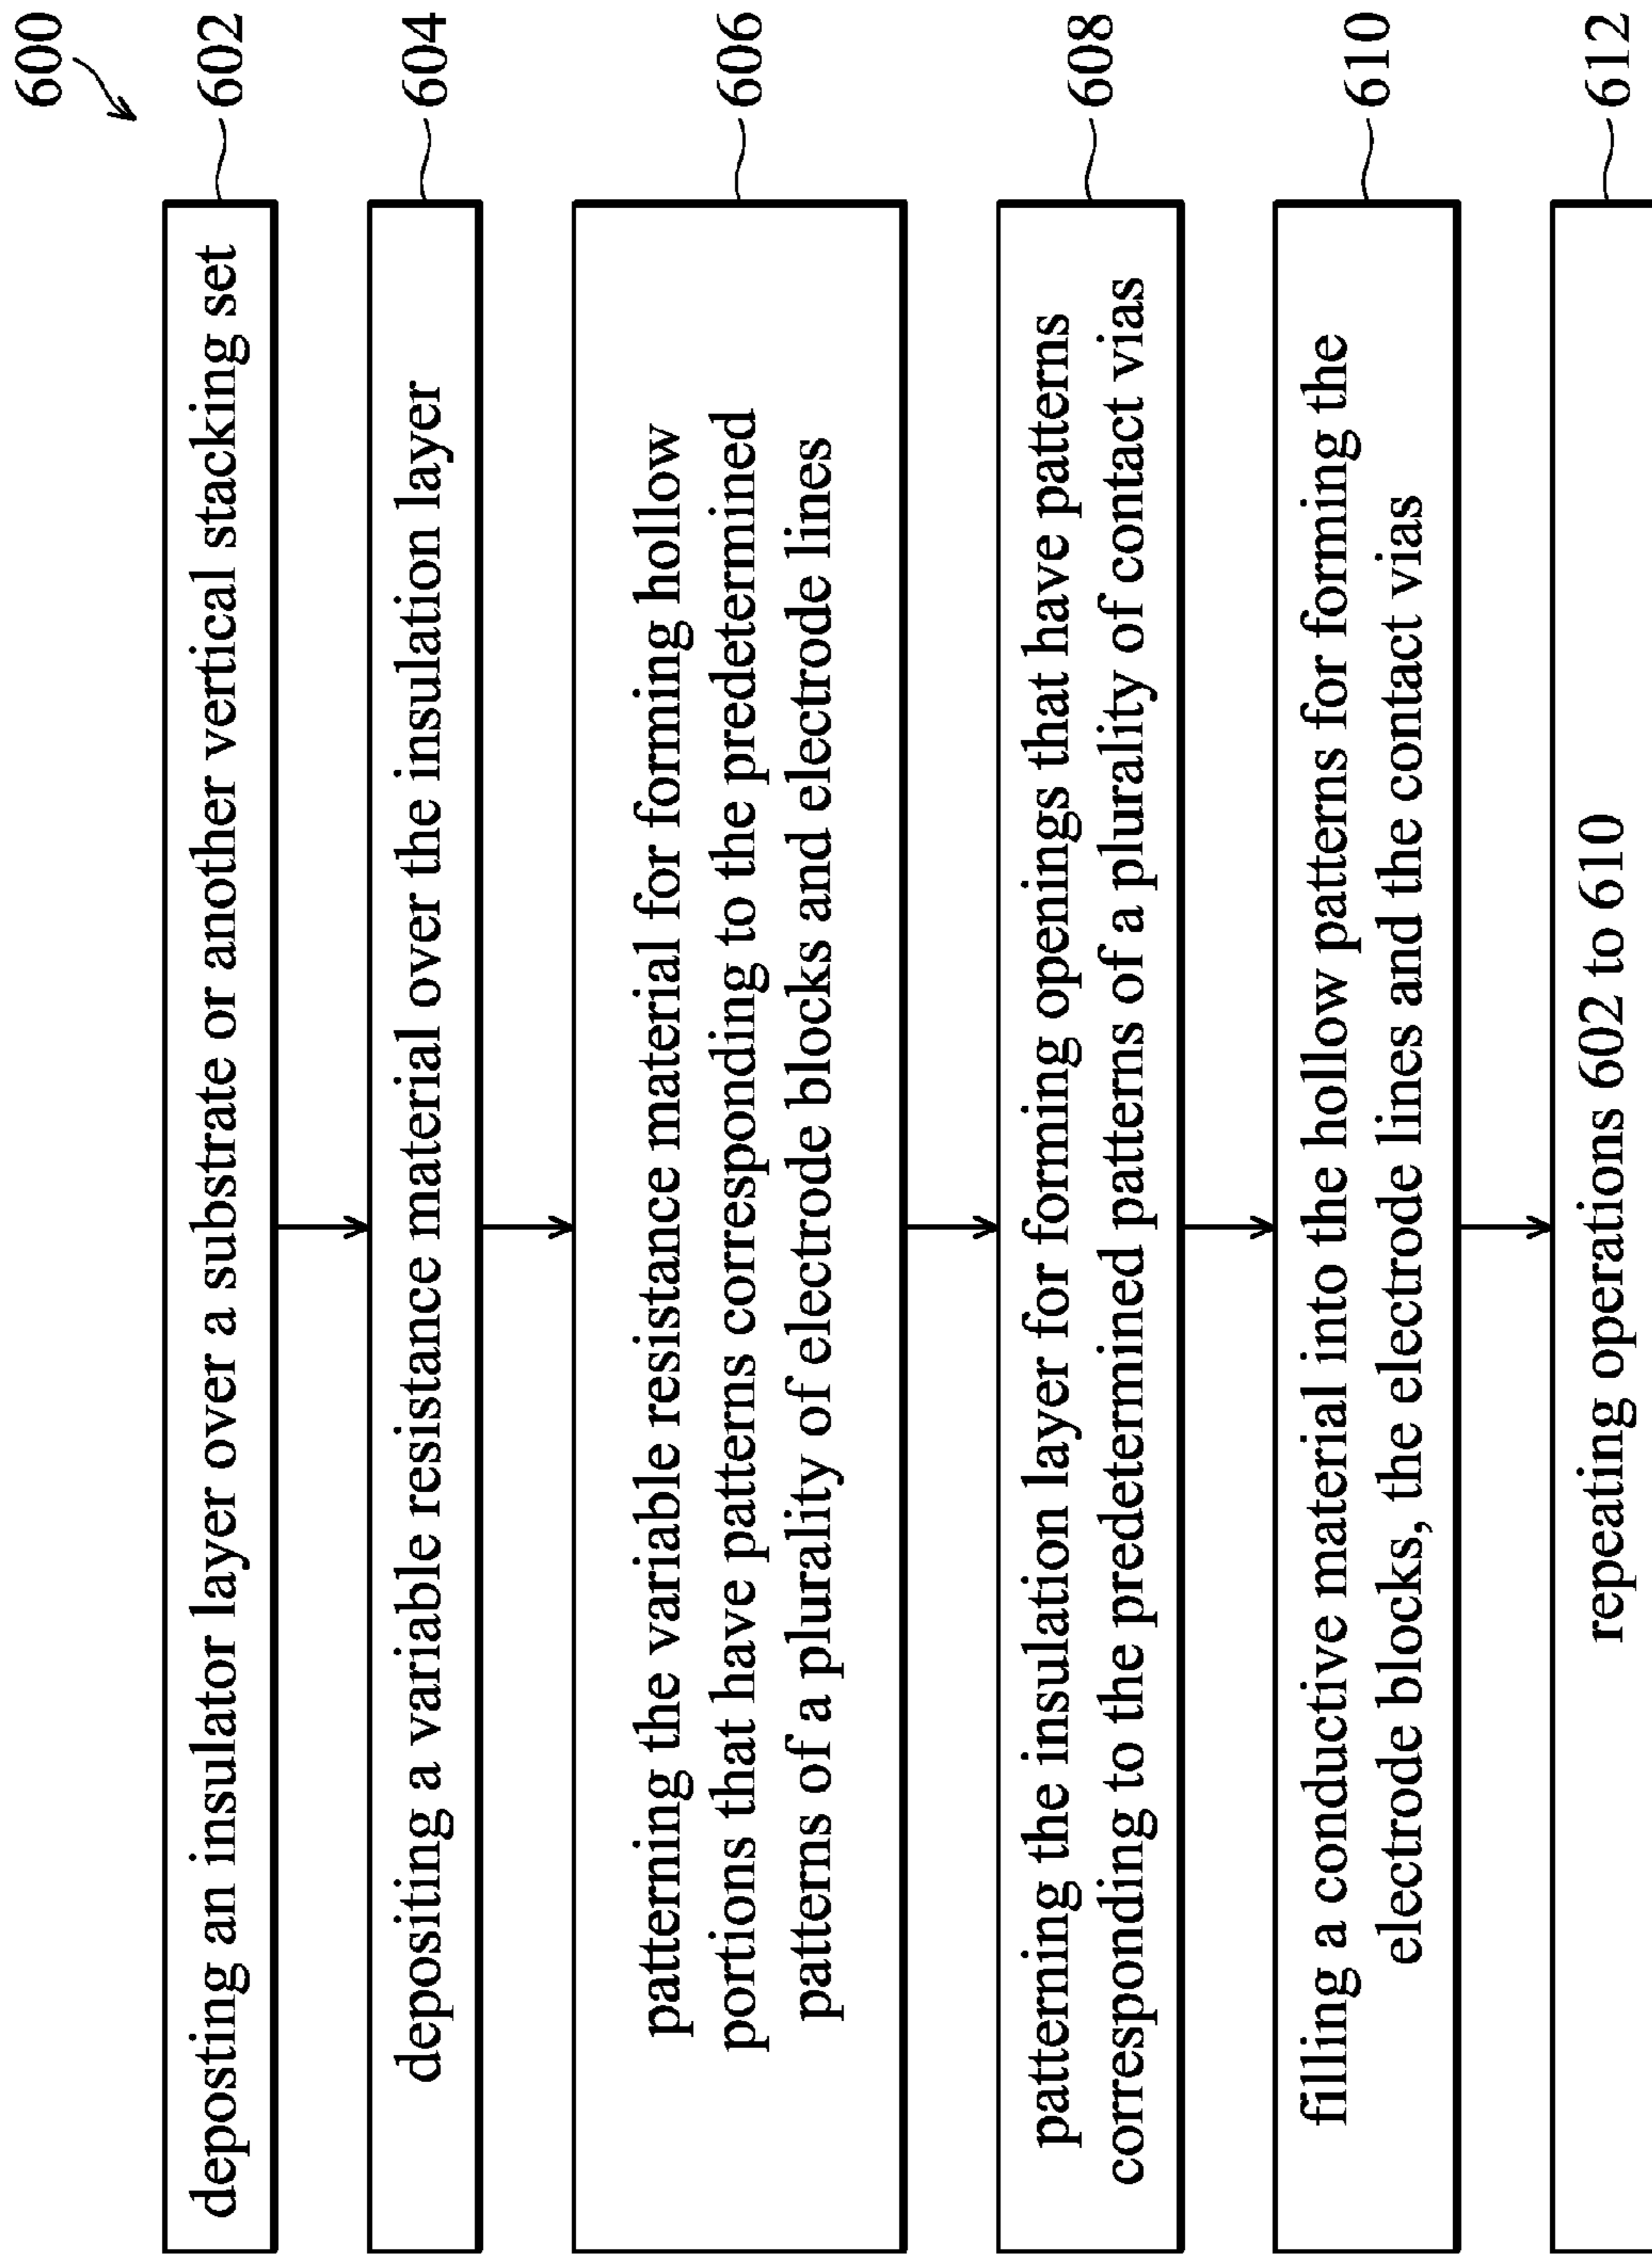 600
deposting an insulator layer over a substrate or another vertical stacking set
602
depositing a variable resistance material over the insulation layer
604
patterning the variable resistance material for forming hollow
portions that have patterns corresponding to the predetermined
patterns of a plurality of electrode blocks and electrode lines
606
patterning the insulation layer for forming openings that have patterns
corresponding to the predetermined patterns of a plurality of contact vias
608
filling a conductive material into the hollow patterns for forming the
electrode blocks, the electrode lines and the contact vias
610
repeating operations 602 to 610
612